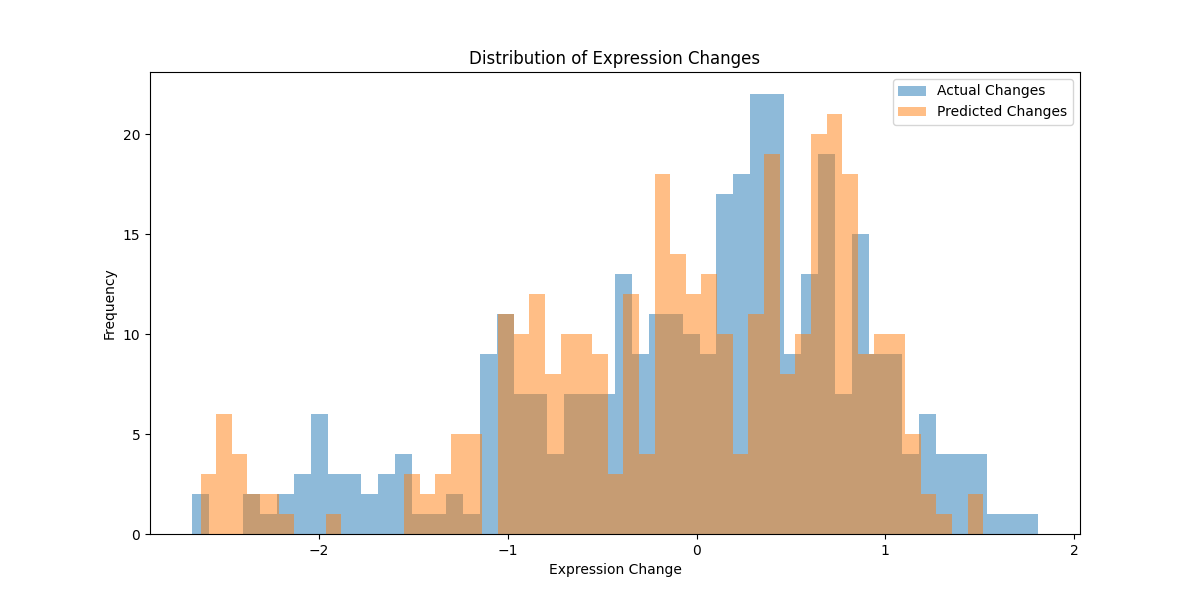 Distribution of Expression Changes
Actual Changes
Predicted Changes
Frequency
20
15
10
5
0
−2
−1
0
1
2
Expression Change